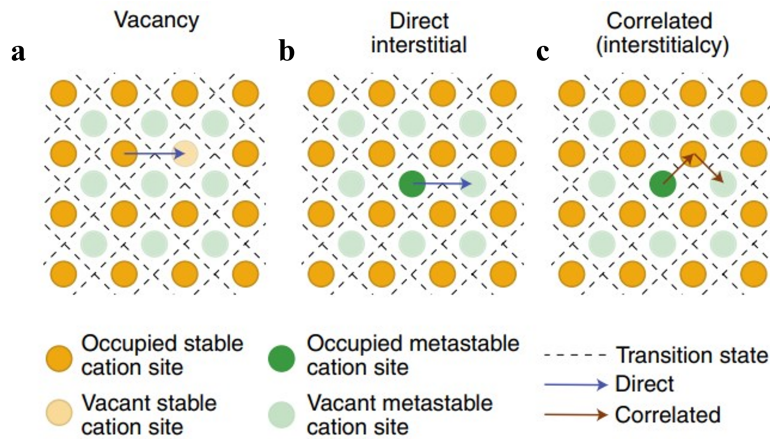 Vacancy
Direct
interstitial
Correlated
(interstitialcy)
a
b
c
Occupied stable
cation site
Occupied metastable
cation site
Transition state
Direct
Vacant stable
cation site
Vacant metastable
cation site
Correlated